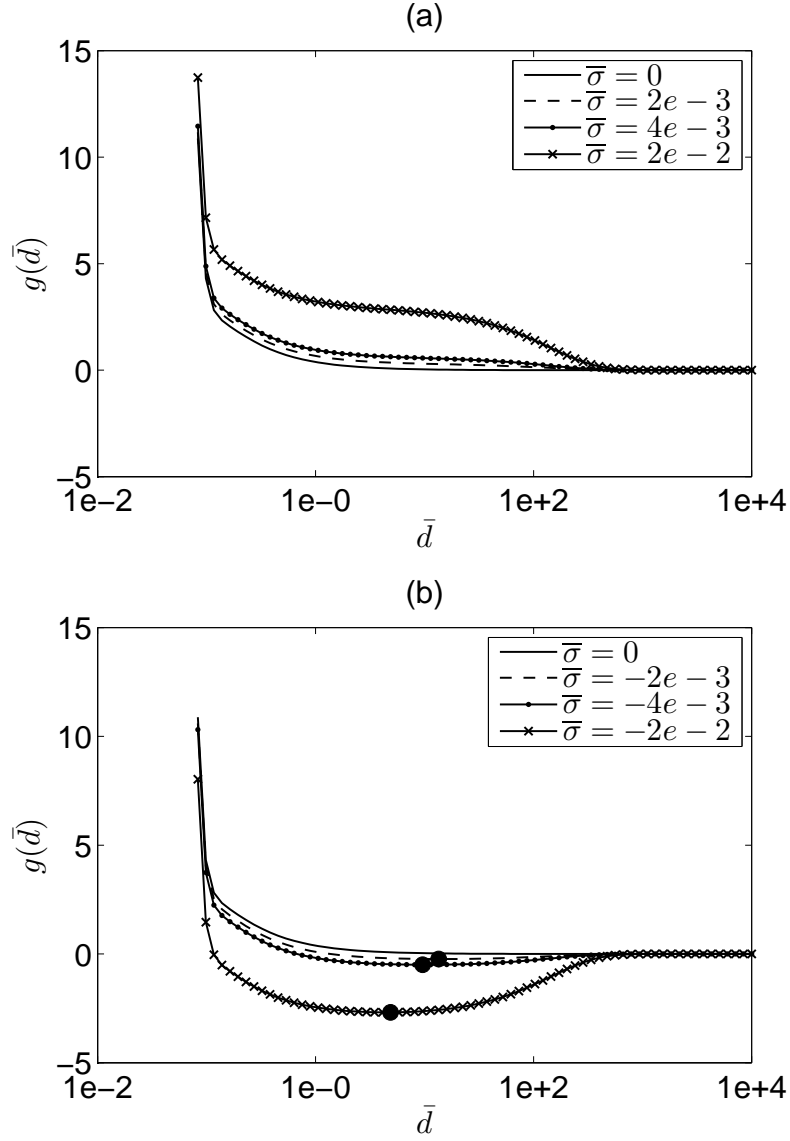 (a)
15
10
5
0
−5
g(d̄)
1e−2
1e−0
1e+2
1e+4
d̄
σ̅ = 0
σ̅ = 2e − 3
σ̅ = 4e − 3
σ̅ = 2e − 2
(b)
15
10
5
0
−5
g(d̄)
1e−2
1e−0
1e+2
1e+4
d̄
σ̅ = 0
σ̅ = −2e − 3
σ̅ = −4e − 3
σ̅ = −2e − 2